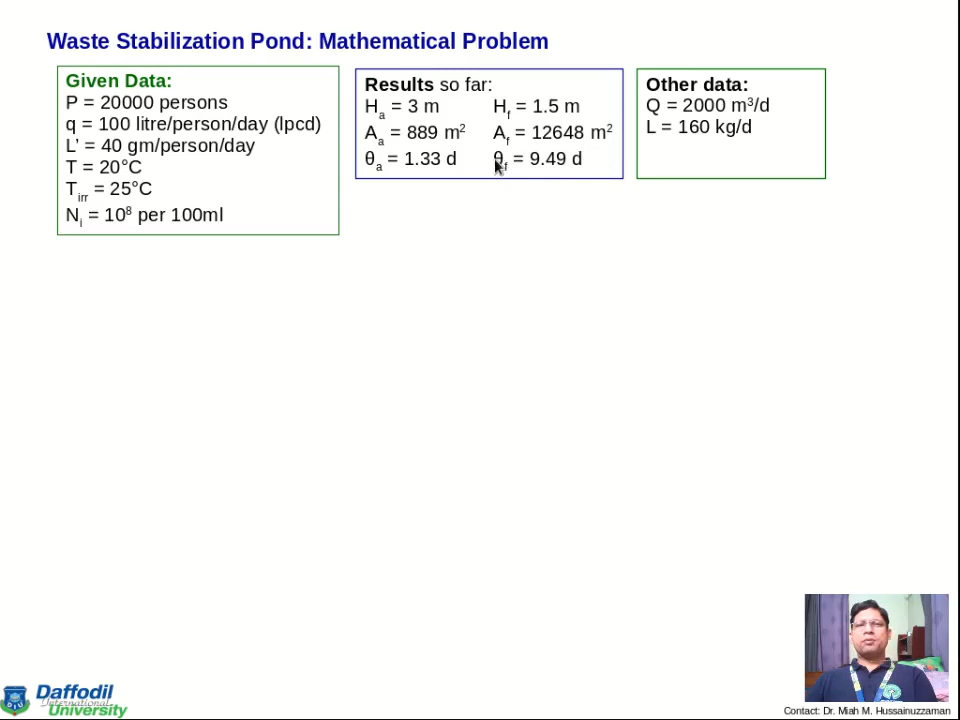 Waste Stabilization Pond: Mathematical Problem
Given Data:
P = 20000 persons
q = 100 litre/person/day (lpcd)
L' = 40 gm/person/day
T = 20°C
Tirr = 25°C
Ni = 10⁸ per 100ml
Results so far:
Ha = 3 m Hf = 1.5 m
Aa = 889 m² Af = 12648 m²
θa = 1.33 d θf = 9.49 d
Other data:
Q = 2000 m³/d
L = 160 kg/d
Daffodil
International
University
Contact: Dr. Miah M. Hussainuzzaman